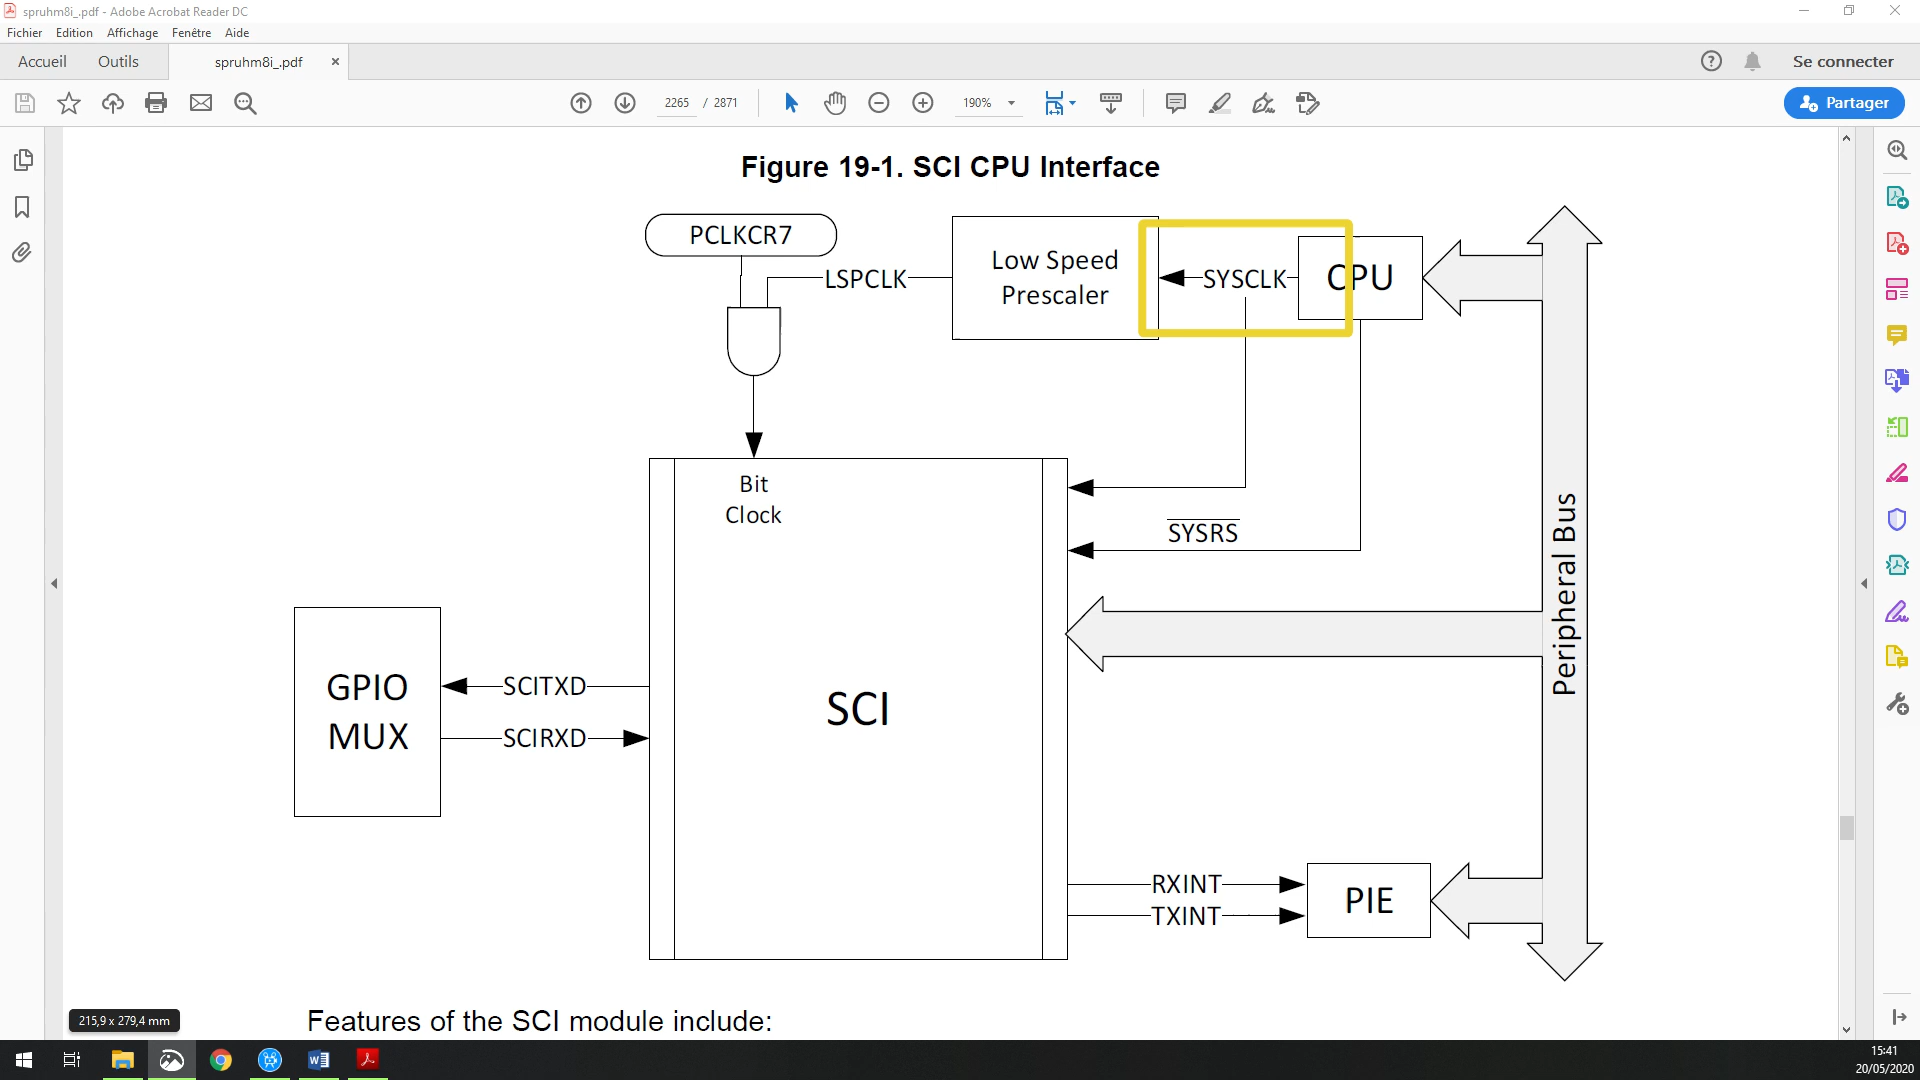 spruhm8i_.pdf - Adobe Acrobat Reader DC
Fichier Edition Affichage Fenêtre Aide
Accueil Outils spruhm8i_.pdf × Se connecter
2265 / 2871 190% Partager
Figure 19-1. SCI CPU Interface
PCLKCR7
LSPCLK
Low Speed
Prescaler
SYSCLK
CPU
Bit
Clock
SYSRS
Peripheral Bus
GPIO
MUX
SCITXD
SCIRXD
SCI
RXINT
TXINT
PIE
215,9 x 279,4 mm
Features of the SCI module include:
15:41
20/05/2020